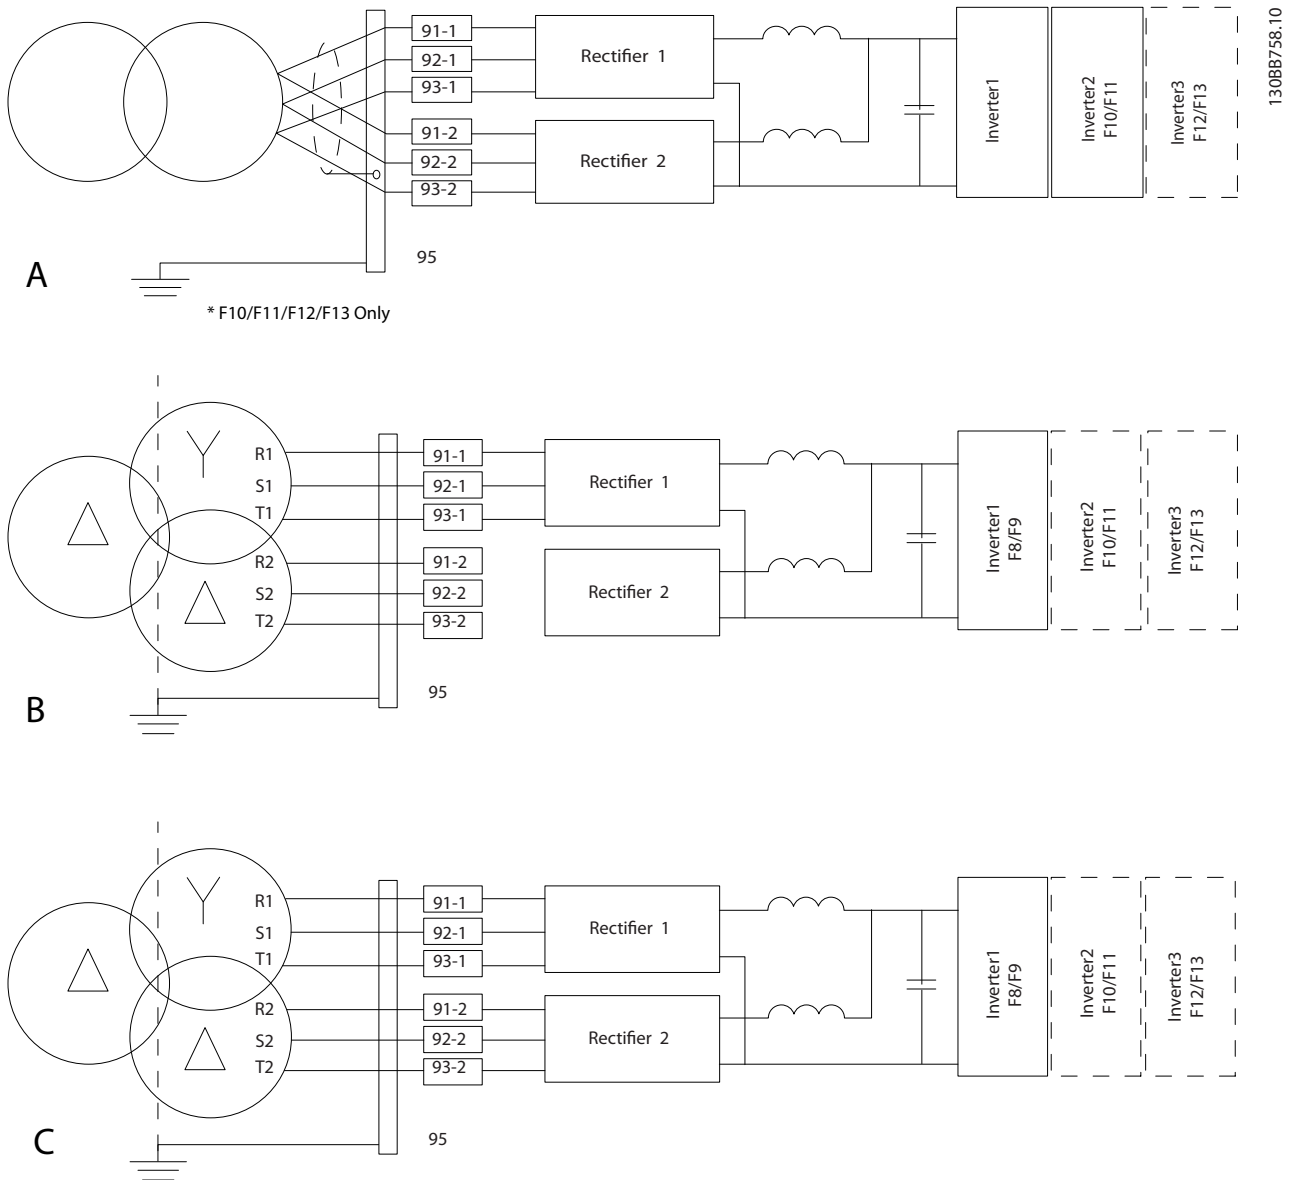 130BB758.10
91-1
92-1
93-1
91-2
92-2
93-2
Rectifier 1
Rectifier 2
Inverter1
Inverter2
F10/F11
Inverter3
F12/F13
95
A
* F10/F11/F12/F13 Only
R1
S1
T1
R2
S2
T2
91-1
92-1
93-1
91-2
92-2
93-2
Rectifier 1
Rectifier 2
Inverter1
F8/F9
Inverter2
F10/F11
Inverter3
F12/F13
95
B
R1
S1
T1
R2
S2
T2
91-1
92-1
93-1
91-2
92-2
93-2
Rectifier 1
Rectifier 2
Inverter1
F8/F9
Inverter2
F10/F11
Inverter3
F12/F13
95
C